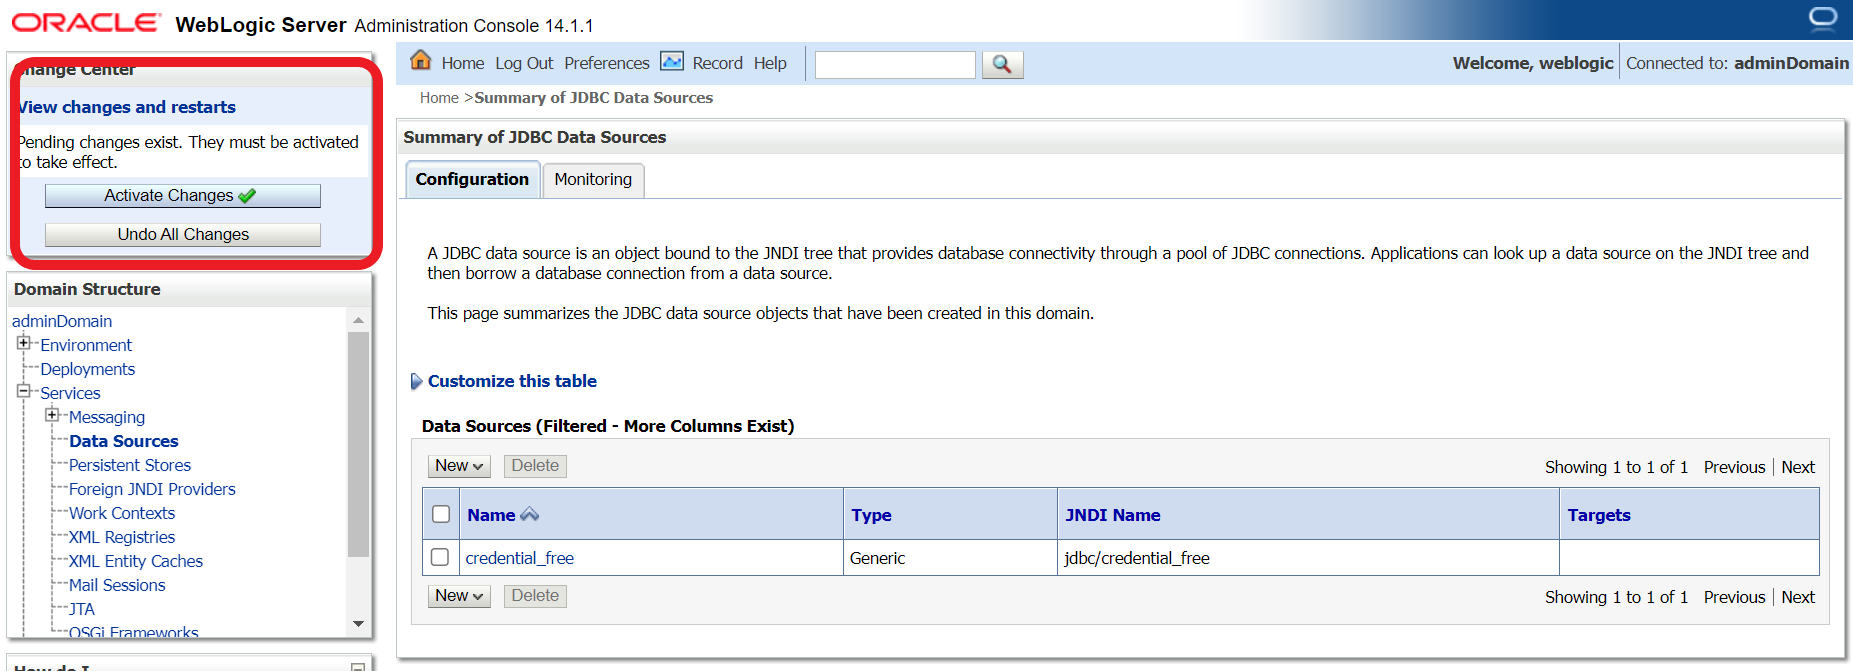 ORACLE WebLogic Server Administration Console 14.1.1
Change Center
View changes and restarts
Pending changes exist. They must be activated
to take effect.
Activate Changes
Undo All Changes
Domain Structure
adminDomain
Environment
Deployments
Services
Messaging
Data Sources
Persistent Stores
Foreign JNDI Providers
Work Contexts
XML Registries
XML Entity Caches
Mail Sessions
JTA
OSGi Frameworks
How do I
Home Log Out Preferences Record Help
Welcome, weblogic Connected to: adminDomain
Home >Summary of JDBC Data Sources
Summary of JDBC Data Sources
Configuration Monitoring
A JDBC data source is an object bound to the JNDI tree that provides database connectivity through a pool of JDBC connections. Applications can look up a data source on the JNDI tree and
then borrow a database connection from a data source.
This page summarizes the JDBC data source objects that have been created in this domain.
Customize this table
Data Sources (Filtered - More Columns Exist)
New Delete Showing 1 to 1 of 1 Previous | Next
Name Type JNDI Name Targets
credential_free Generic jdbc/credential_free
New Delete Showing 1 to 1 of 1 Previous | Next